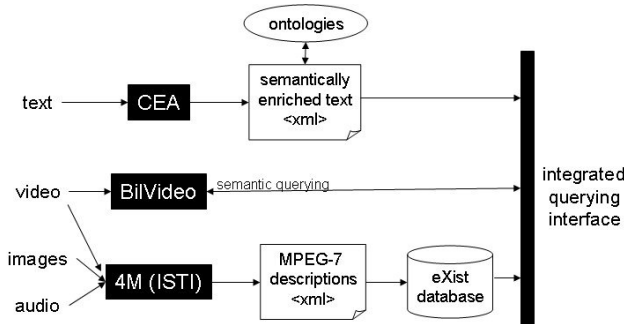 ontologies
text
CEA
semantically
enriched text
<xml>
video
BilVideo
semantic querying
integrated
querying
interface
images
audio
4M (ISTI)
MPEG-7
descriptions
<xml>
eXist
database